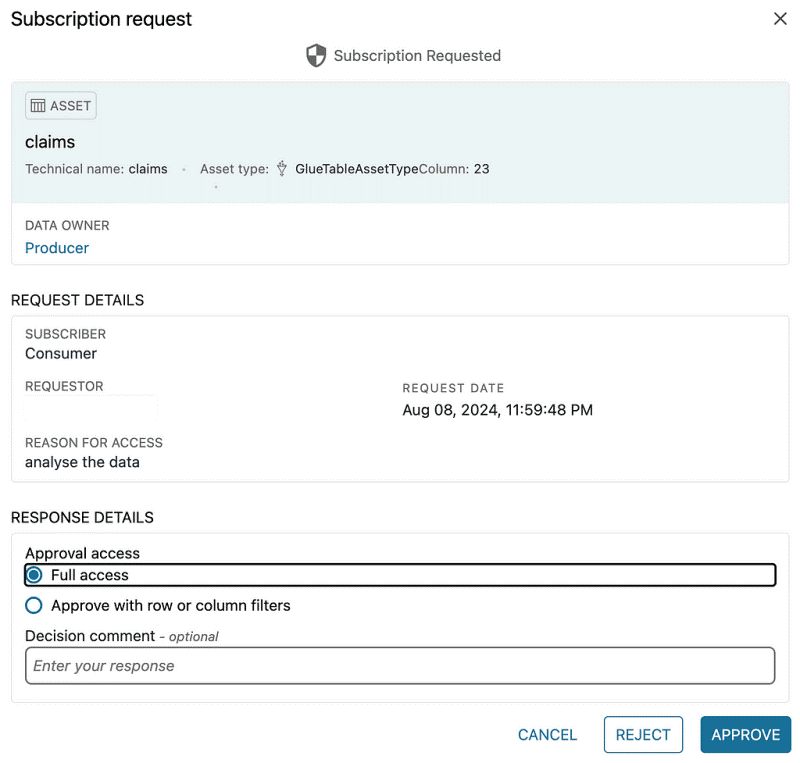 Subscription request
Subscription Requested
ASSET
claims
Technical name: claims · Asset type: GlueTableAssetTypeColumn: 23
DATA OWNER
Producer
REQUEST DETAILS
SUBSCRIBER
Consumer
REQUESTOR
REQUEST DATE
Aug 08, 2024, 11:59:48 PM
REASON FOR ACCESS
analyse the data
RESPONSE DETAILS
Approval access
Full access
Approve with row or column filters
Decision comment - optional
Enter your response
CANCEL REJECT APPROVE